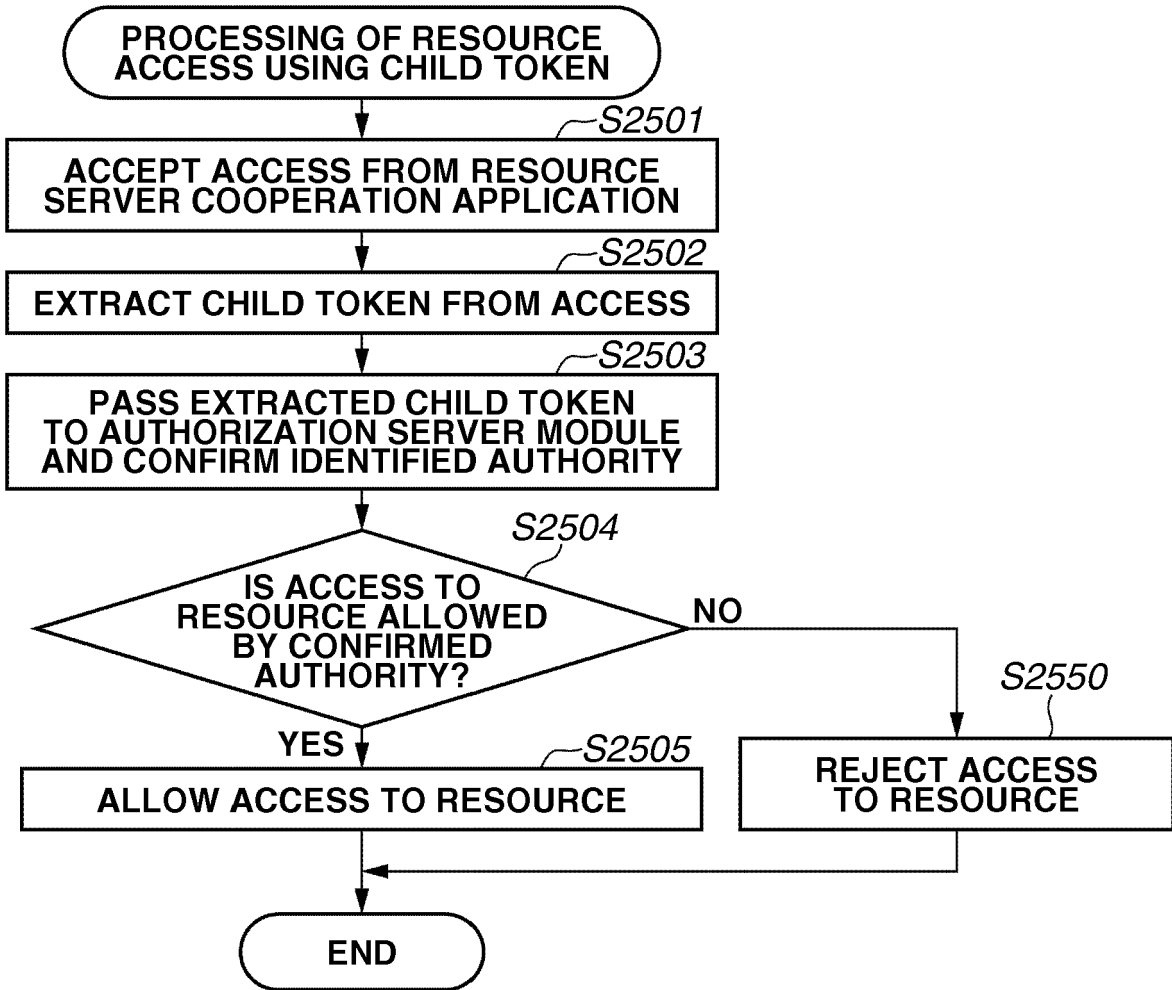 PROCESSING OF RESOURCE
ACCESS USING CHILD TOKEN
S2501
ACCEPT ACCESS FROM RESOURCE
SERVER COOPERATION APPLICATION
S2502
EXTRACT CHILD TOKEN FROM ACCESS
S2503
PASS EXTRACTED CHILD TOKEN
TO AUTHORIZATION SERVER MODULE
AND CONFIRM IDENTIFIED AUTHORITY
S2504
IS ACCESS TO
RESOURCE ALLOWED
BY CONFIRMED
AUTHORITY?
NO
YES
S2505
ALLOW ACCESS TO RESOURCE
S2550
REJECT ACCESS
TO RESOURCE
END